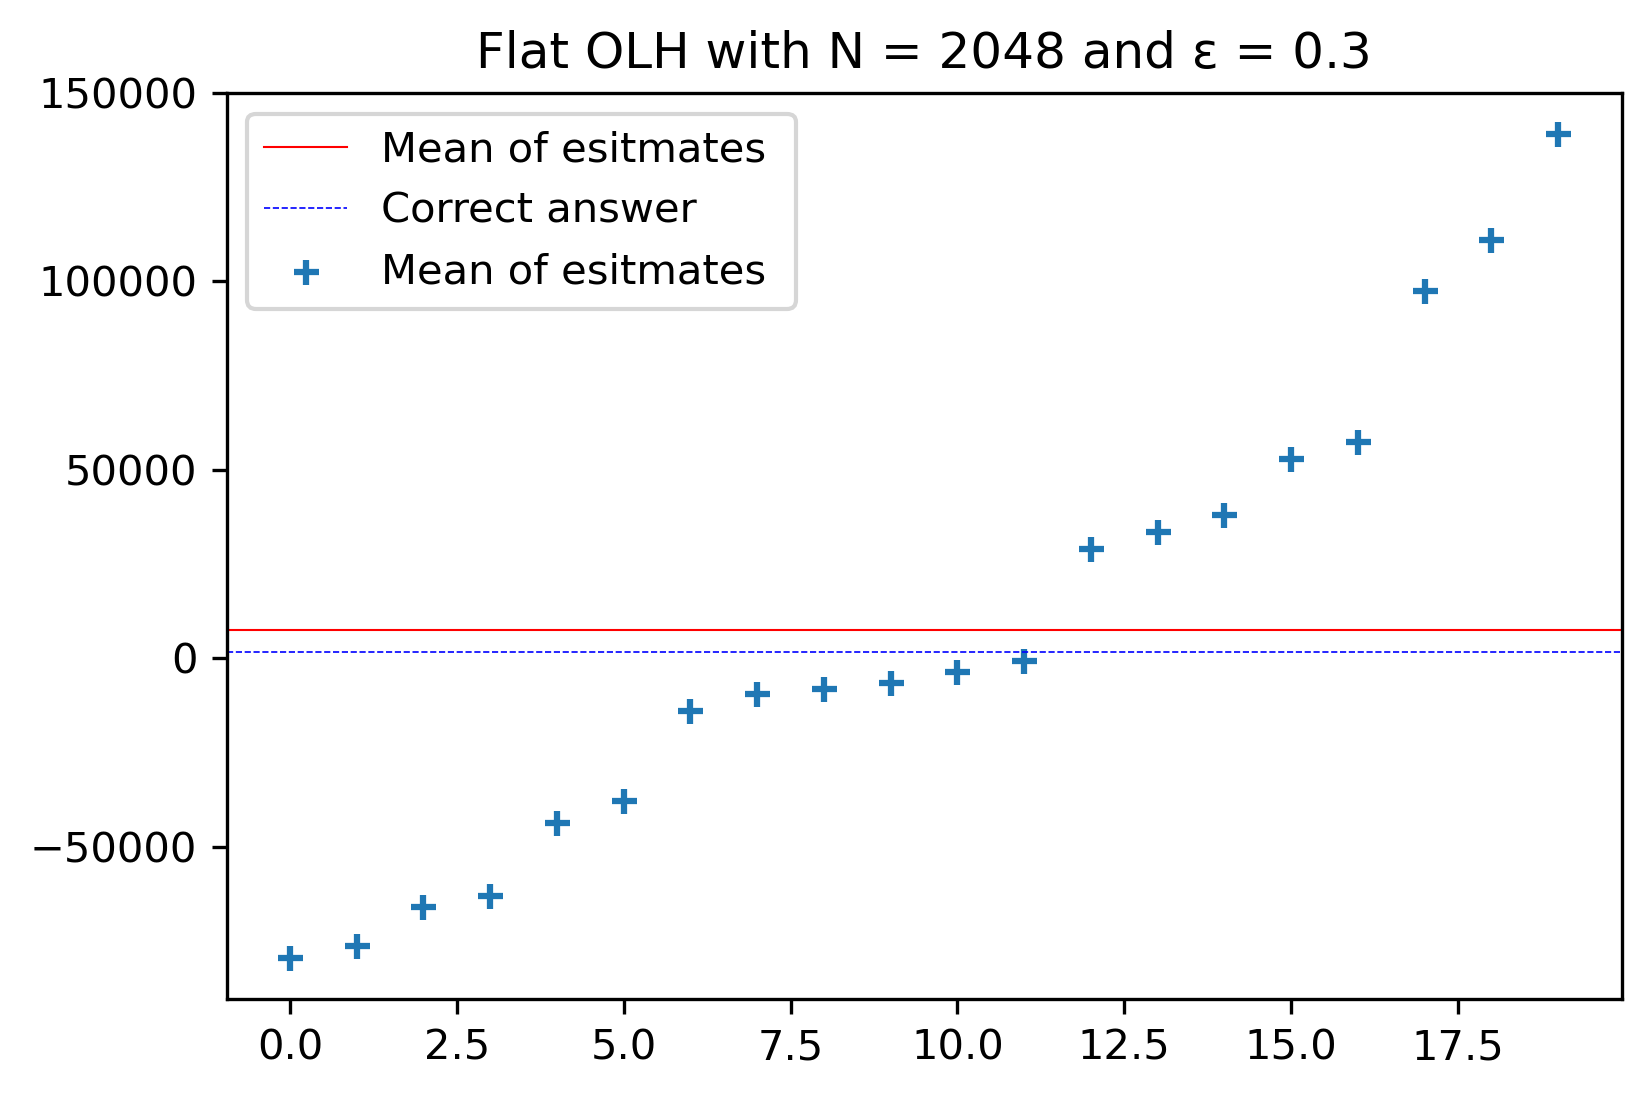 Flat OLH with N = 2048 and ε = 0.3
150000
100000
50000
0
−50000
Mean of esitmates
Correct answer
Mean of esitmates
0.0 2.5 5.0 7.5 10.0 12.5 15.0 17.5